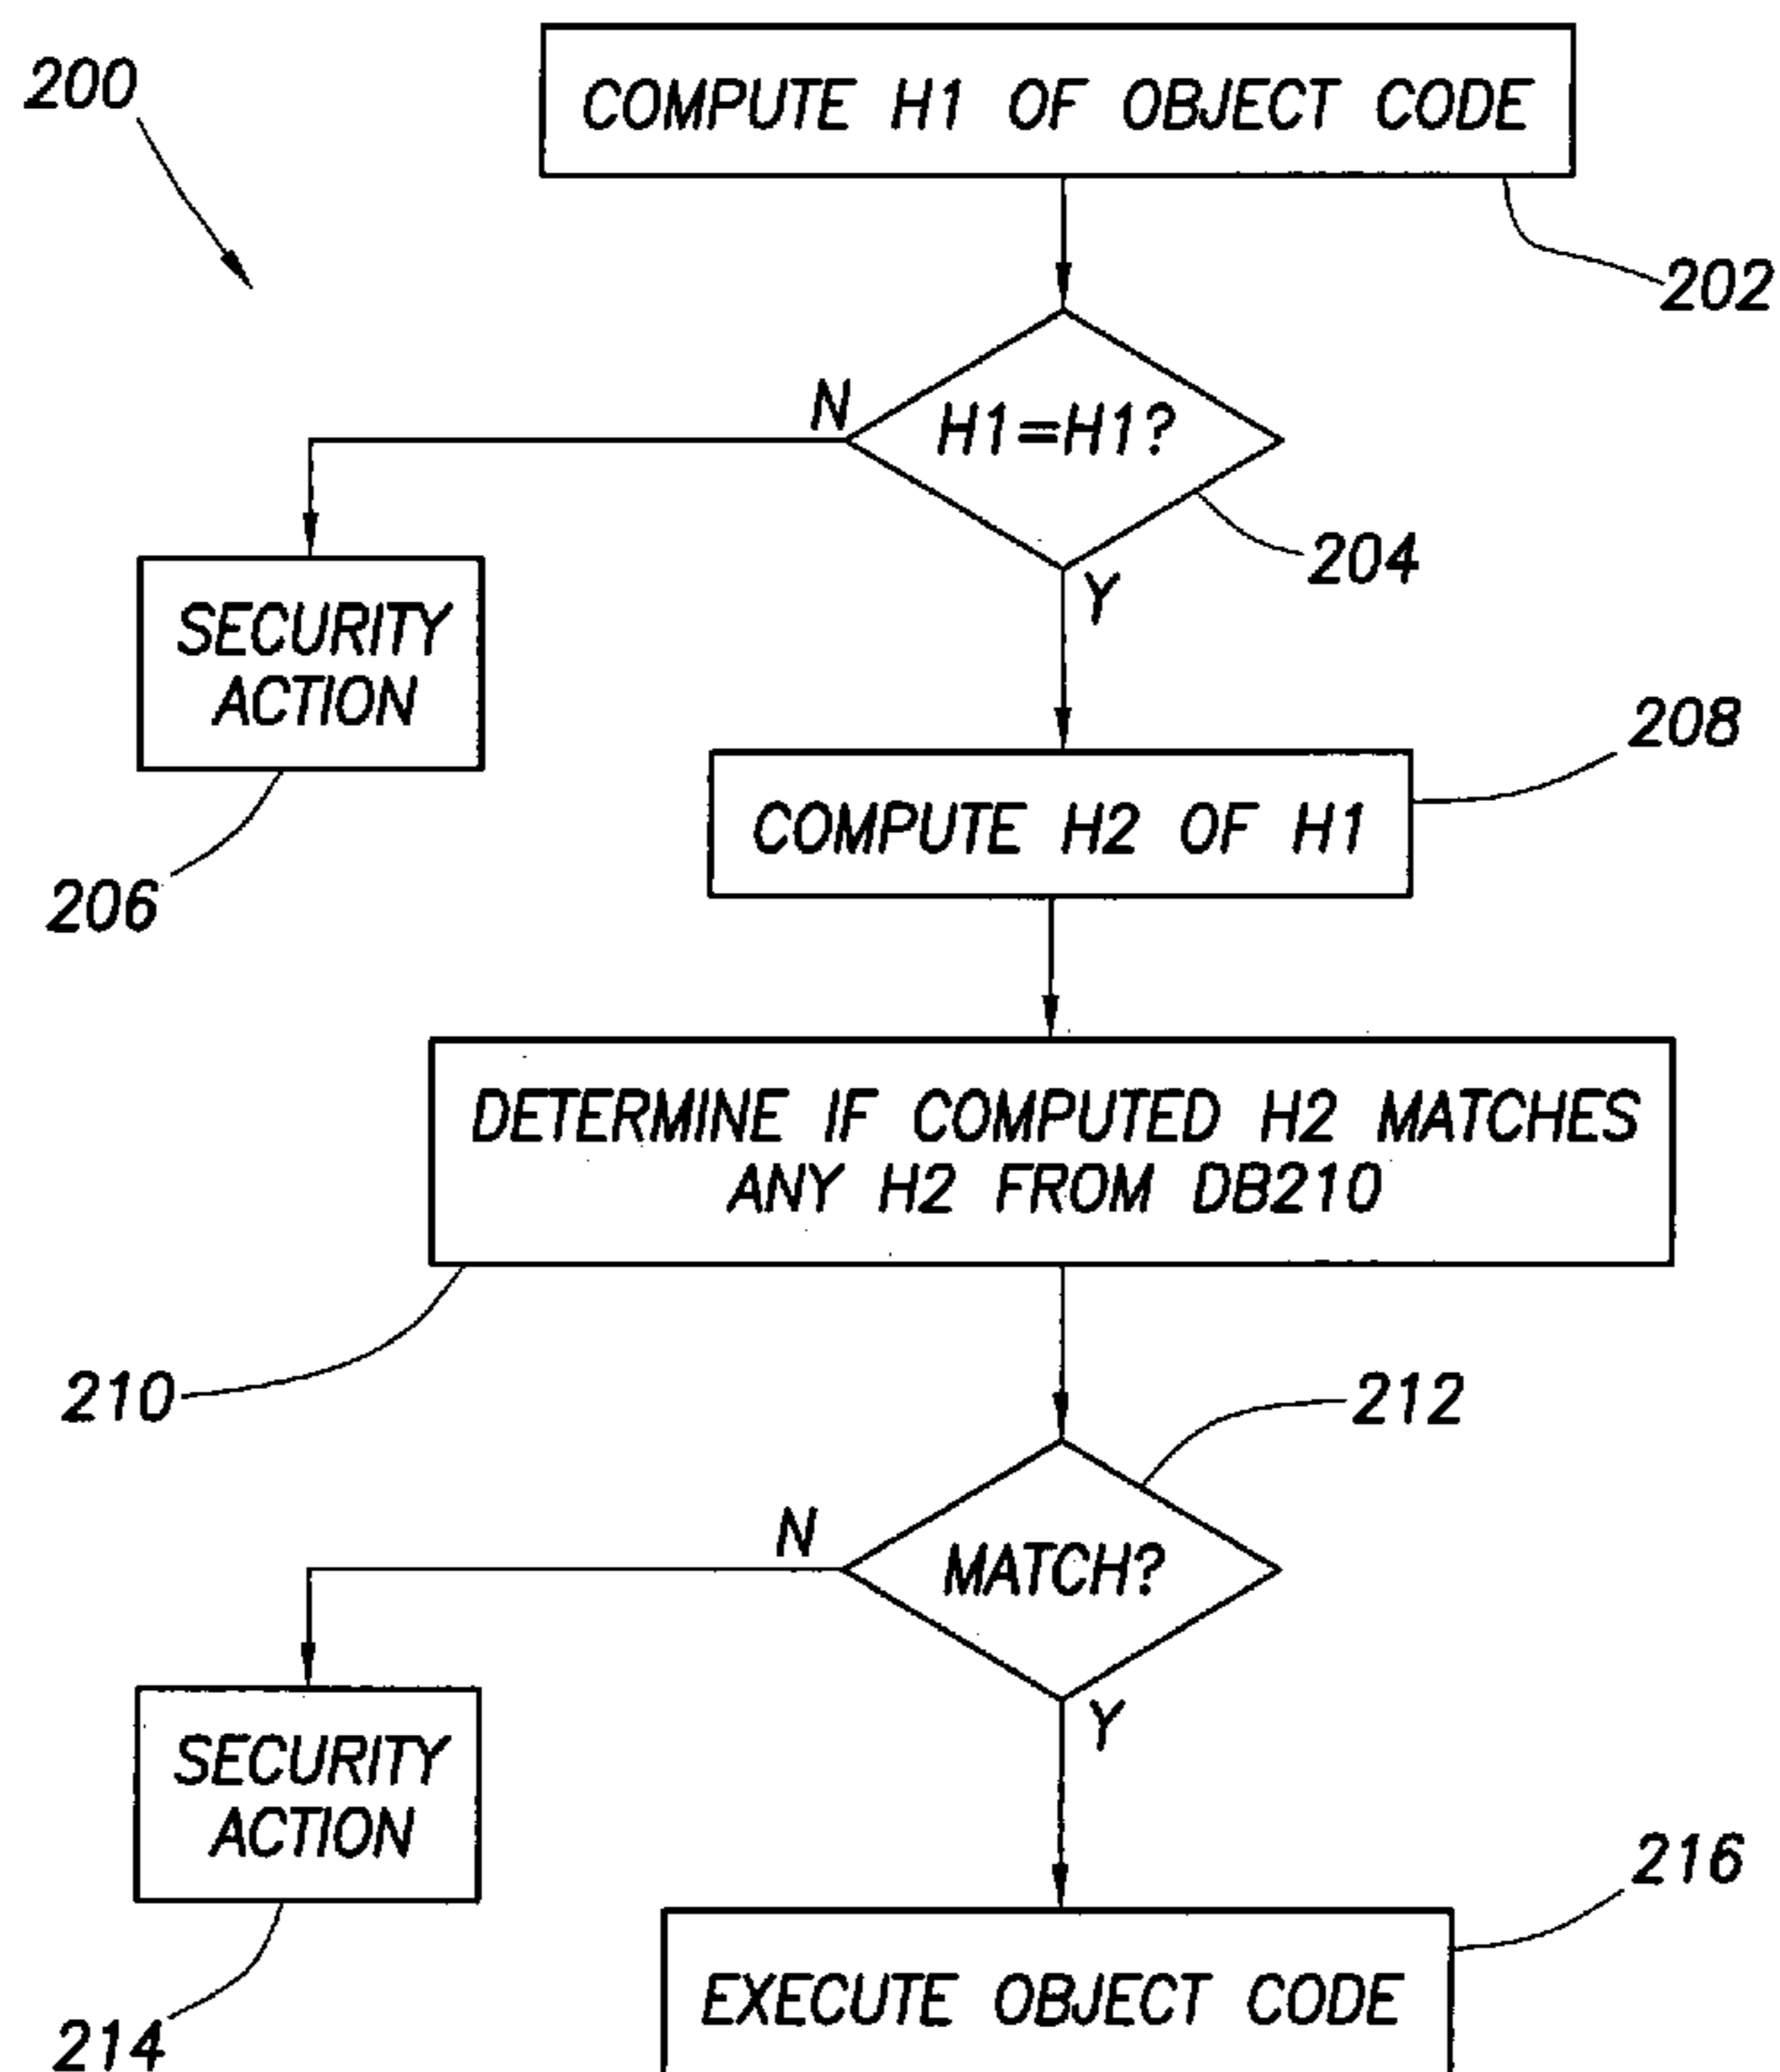 200
COMPUTE H1 OF OBJECT CODE
202
N
H1=H1?
204
Y
SECURITY
ACTION
206
208
COMPUTE H2 OF H1
DETERMINE IF COMPUTED H2 MATCHES
ANY H2 FROM DB210
210
212
N
MATCH?
Y
SECURITY
ACTION
214
216
EXECUTE OBJECT CODE